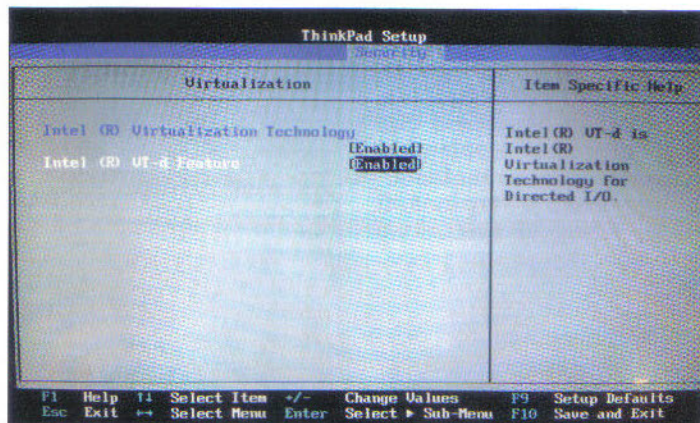 ThinkPad Setup
Security
Virtualization
Item Specific Help
Intel (R) Virtualization Technology
[Enabled]
Intel (R) VT-d Feature
[Enabled]
Intel(R) VT-d is
Intel(R)
Virtualization
Technology for
Directed I/O.
F1 Help ↑↓ Select Item +/- Change Values F9 Setup Defaults
Esc Exit ↔ Select Menu Enter Select ▶ Sub-Menu F10 Save and Exit